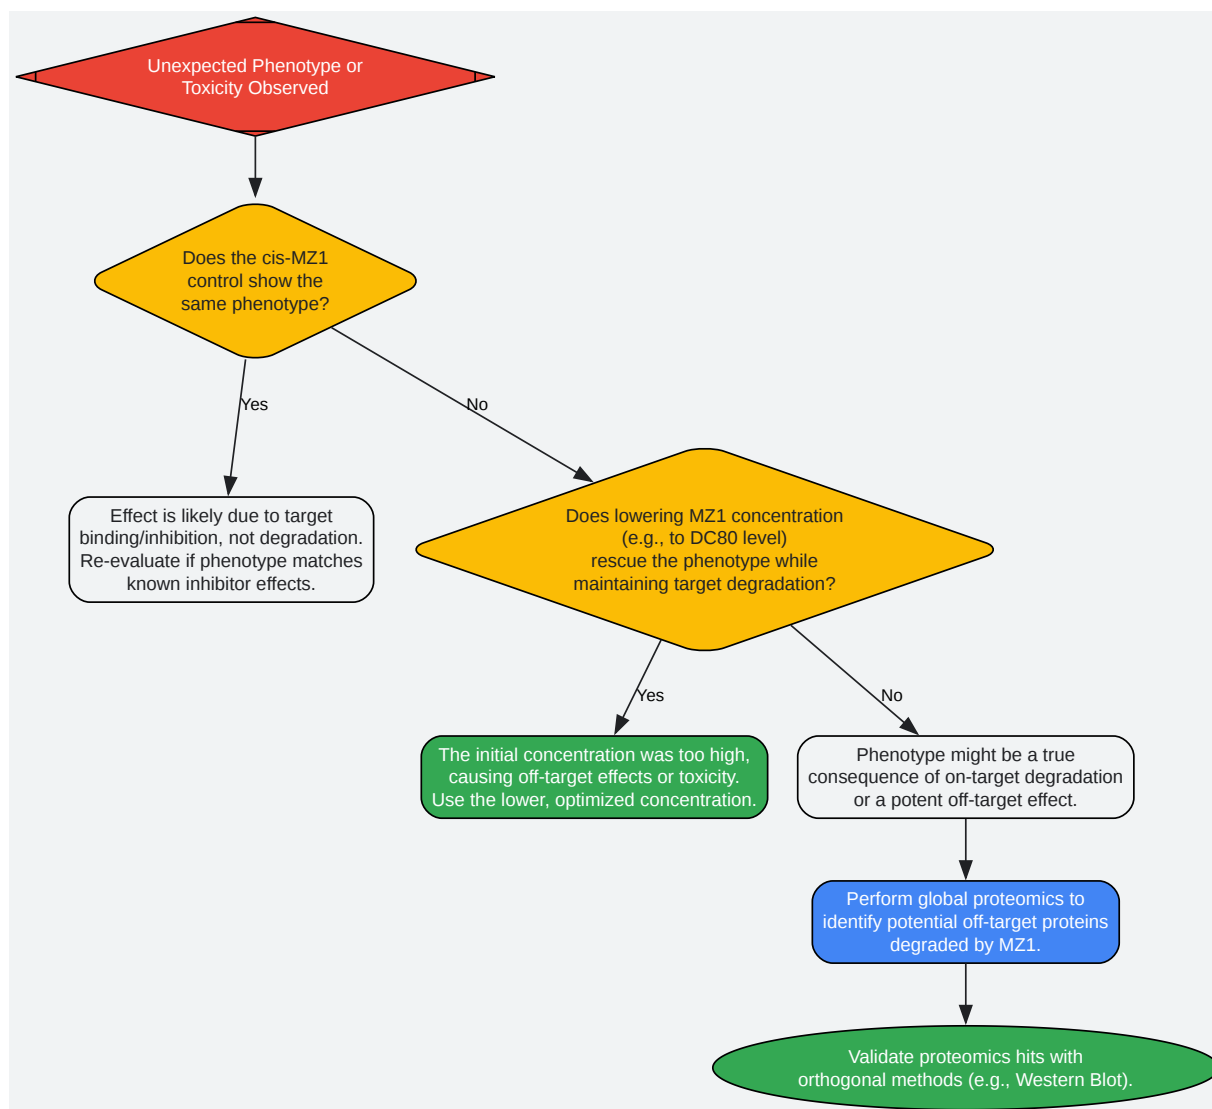 Unexpected Phenotype or
Toxicity Observed
Does the cis-MZ1
control show the
same phenotype?
Yes
No
Effect is likely due to target
binding/inhibition, not degradation.
Re-evaluate if phenotype matches
known inhibitor effects.
Does lowering MZ1 concentration
(e.g., to DC80 level)
rescue the phenotype while
maintaining target degradation?
Yes
No
The initial concentration was too high,
causing off-target effects or toxicity.
Use the lower, optimized concentration.
Phenotype might be a true
consequence of on-target degradation
or a potent off-target effect.
Perform global proteomics to
identify potential off-target proteins
degraded by MZ1.
Validate proteomics hits with
orthogonal methods (e.g., Western Blot).